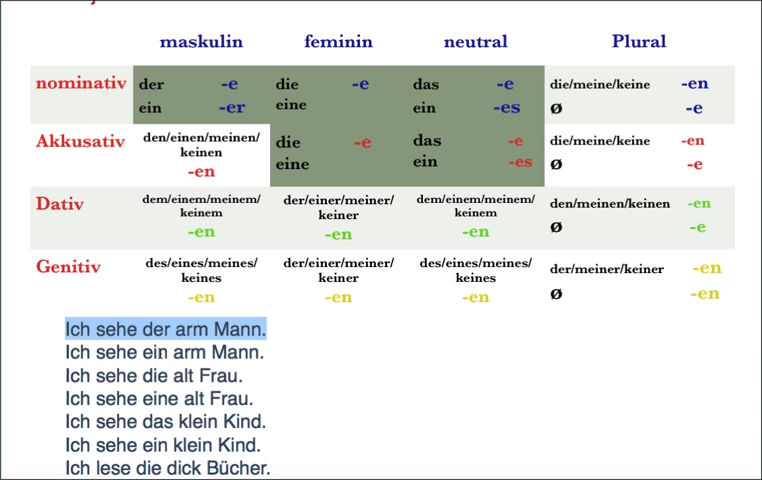 maskulin feminin neutral Plural
nominativ der -e die -e das -e die/meine/keine -en
ein -er eine ein -es Ø -e
Akkusativ den/einen/meinen/ keinen -en die -e das -e die/meine/keine -en
eine ein -es Ø -e
Dativ dem/einem/meinem/ der/einer/meiner/ dem/einem/meinem/ den/meinen/keinen -en
keinem keiner keinem Ø -e
-en -en -en
Genitiv des/eines/meines/ der/einer/meiner/ des/eines/meines/ der/meiner/keiner -en
keines keiner keines Ø -en
-en -en -en
Ich sehe der arm Mann.
Ich sehe ein arm Mann.
Ich sehe die alt Frau.
Ich sehe eine alt Frau.
Ich sehe das klein Kind.
Ich sehe ein klein Kind.
Ich lese die dick Bücher.